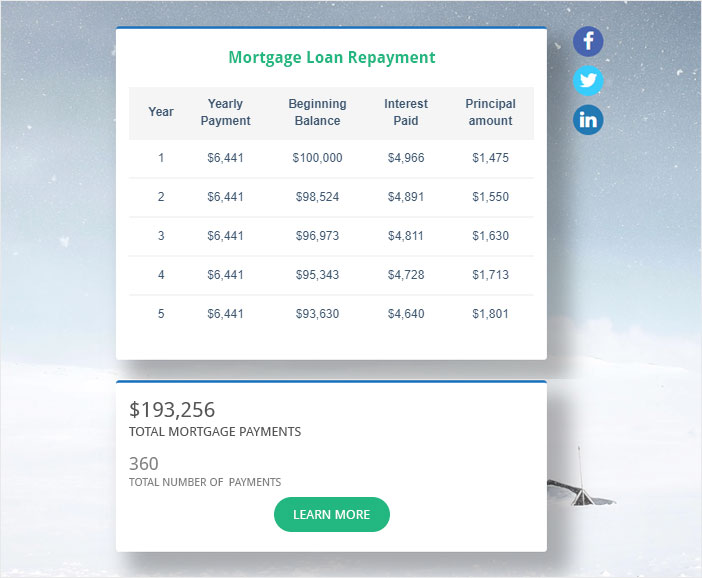 Mortgage Loan Repayment
Year Yearly Payment Beginning Balance Interest Paid Principal amount
1 $6,441 $100,000 $4,966 $1,475
2 $6,441 $98,524 $4,891 $1,550
3 $6,441 $96,973 $4,811 $1,630
4 $6,441 $95,343 $4,728 $1,713
5 $6,441 $93,630 $4,640 $1,801
$193,256
TOTAL MORTGAGE PAYMENTS
360
TOTAL NUMBER OF PAYMENTS
LEARN MORE
f
in